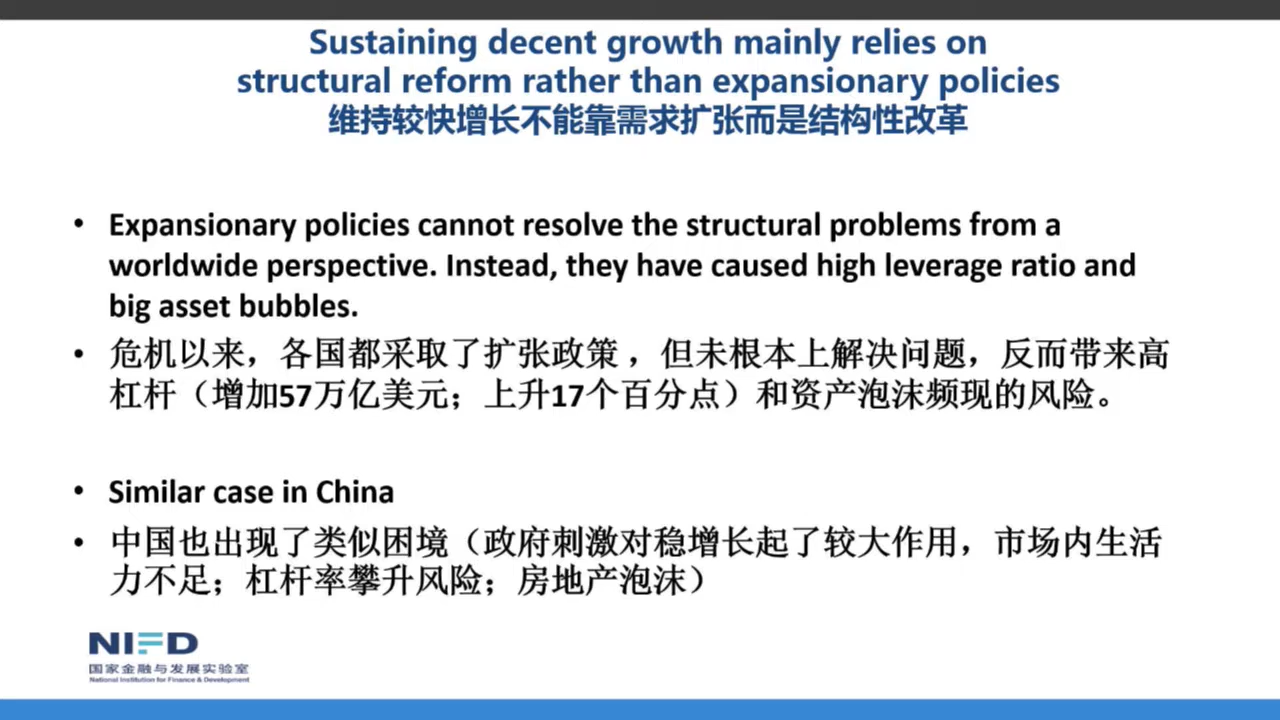 Sustaining decent growth mainly relies on
structural reform rather than expansionary policies
维持较快增长不能靠需求扩张而是结构性改革
• Expansionary policies cannot resolve the structural problems from a
worldwide perspective. Instead, they have caused high leverage ratio and
big asset bubbles.
• 危机以来，各国都采取了扩张政策，但未根本上解决问题，反而带来高
杠杆（增加57万亿美元；上升17个百分点）和资产泡沫频现的风险。
• Similar case in China
• 中国也出现了类似困境（政府刺激对稳增长起了较大作用，市场内生活
力不足；杠杆率攀升风险；房地产泡沫）
NIFD
国家金融与发展实验室
National Institution for Finance & Development